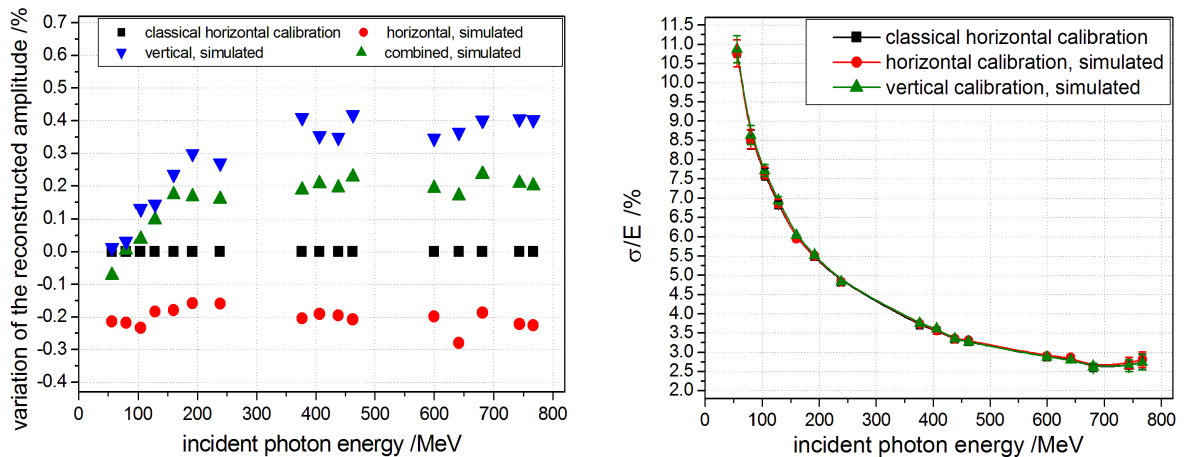 variation of the reconstructed amplitude /%
0.7
0.6
0.5
0.4
0.3
0.2
0.1
0.0
-0.1
-0.2
-0.3
-0.4
classical horizontal calibration
horizontal, simulated
vertical, simulated
combined, simulated
0 100 200 300 400 500 600 700 800
incident photon energy /MeV
σ/E /%
11.5
11.0
10.5
10.0
9.5
9.0
8.5
8.0
7.5
7.0
6.5
6.0
5.5
5.0
4.5
4.0
3.5
3.0
2.5
2.0
classical horizontal calibration
horizontal calibration, simulated
vertical calibration, simulated
0 100 200 300 400 500 600 700 800
incident photon energy /MeV